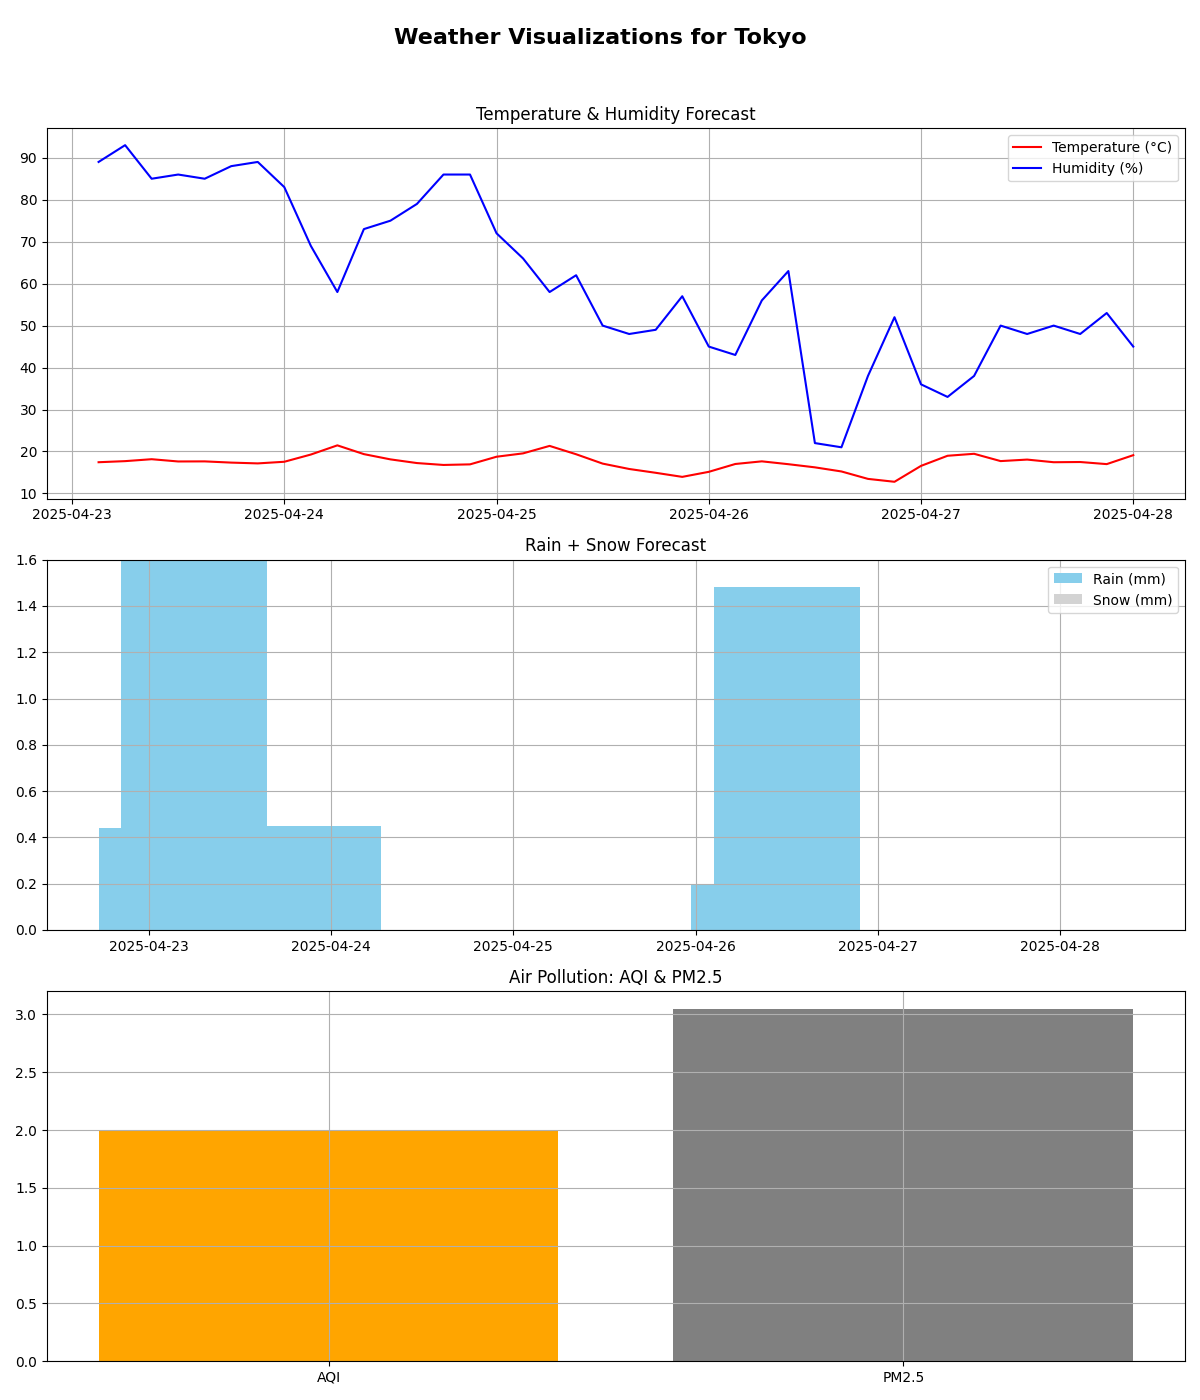 Weather Visualizations for Tokyo
Temperature & Humidity Forecast
Temperature (°C)
Humidity (%)
90
80
70
60
50
40
30
20
10
2025-04-23 2025-04-24 2025-04-25 2025-04-26 2025-04-27 2025-04-28
Rain + Snow Forecast
Rain (mm)
Snow (mm)
1.6
1.4
1.2
1.0
0.8
0.6
0.4
0.2
0.0
2025-04-23 2025-04-24 2025-04-25 2025-04-26 2025-04-27 2025-04-28
Air Pollution: AQI & PM2.5
3.0
2.5
2.0
1.5
1.0
0.5
0.0
AQI PM2.5